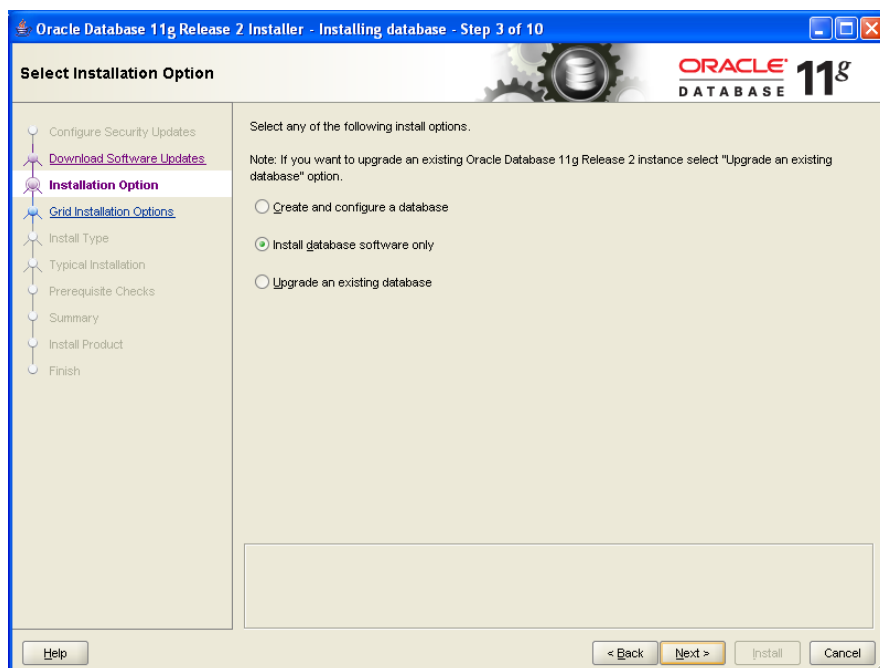 Oracle Database 11g Release 2 Installer - Installing database - Step 3 of 10
Select Installation Option
ORACLE
DATABASE
11g
Configure Security Updates
Download Software Updates
Installation Option
Grid Installation Options
Install Type
Typical Installation
Prerequisite Checks
Summary
Install Product
Finish
Select any of the following install options.
Note: If you want to upgrade an existing Oracle Database 11g Release 2 instance select "Upgrade an existing
database" option.
Create and configure a database
Install database software only
Upgrade an existing database
Help
< Back
Next >
Install
Cancel